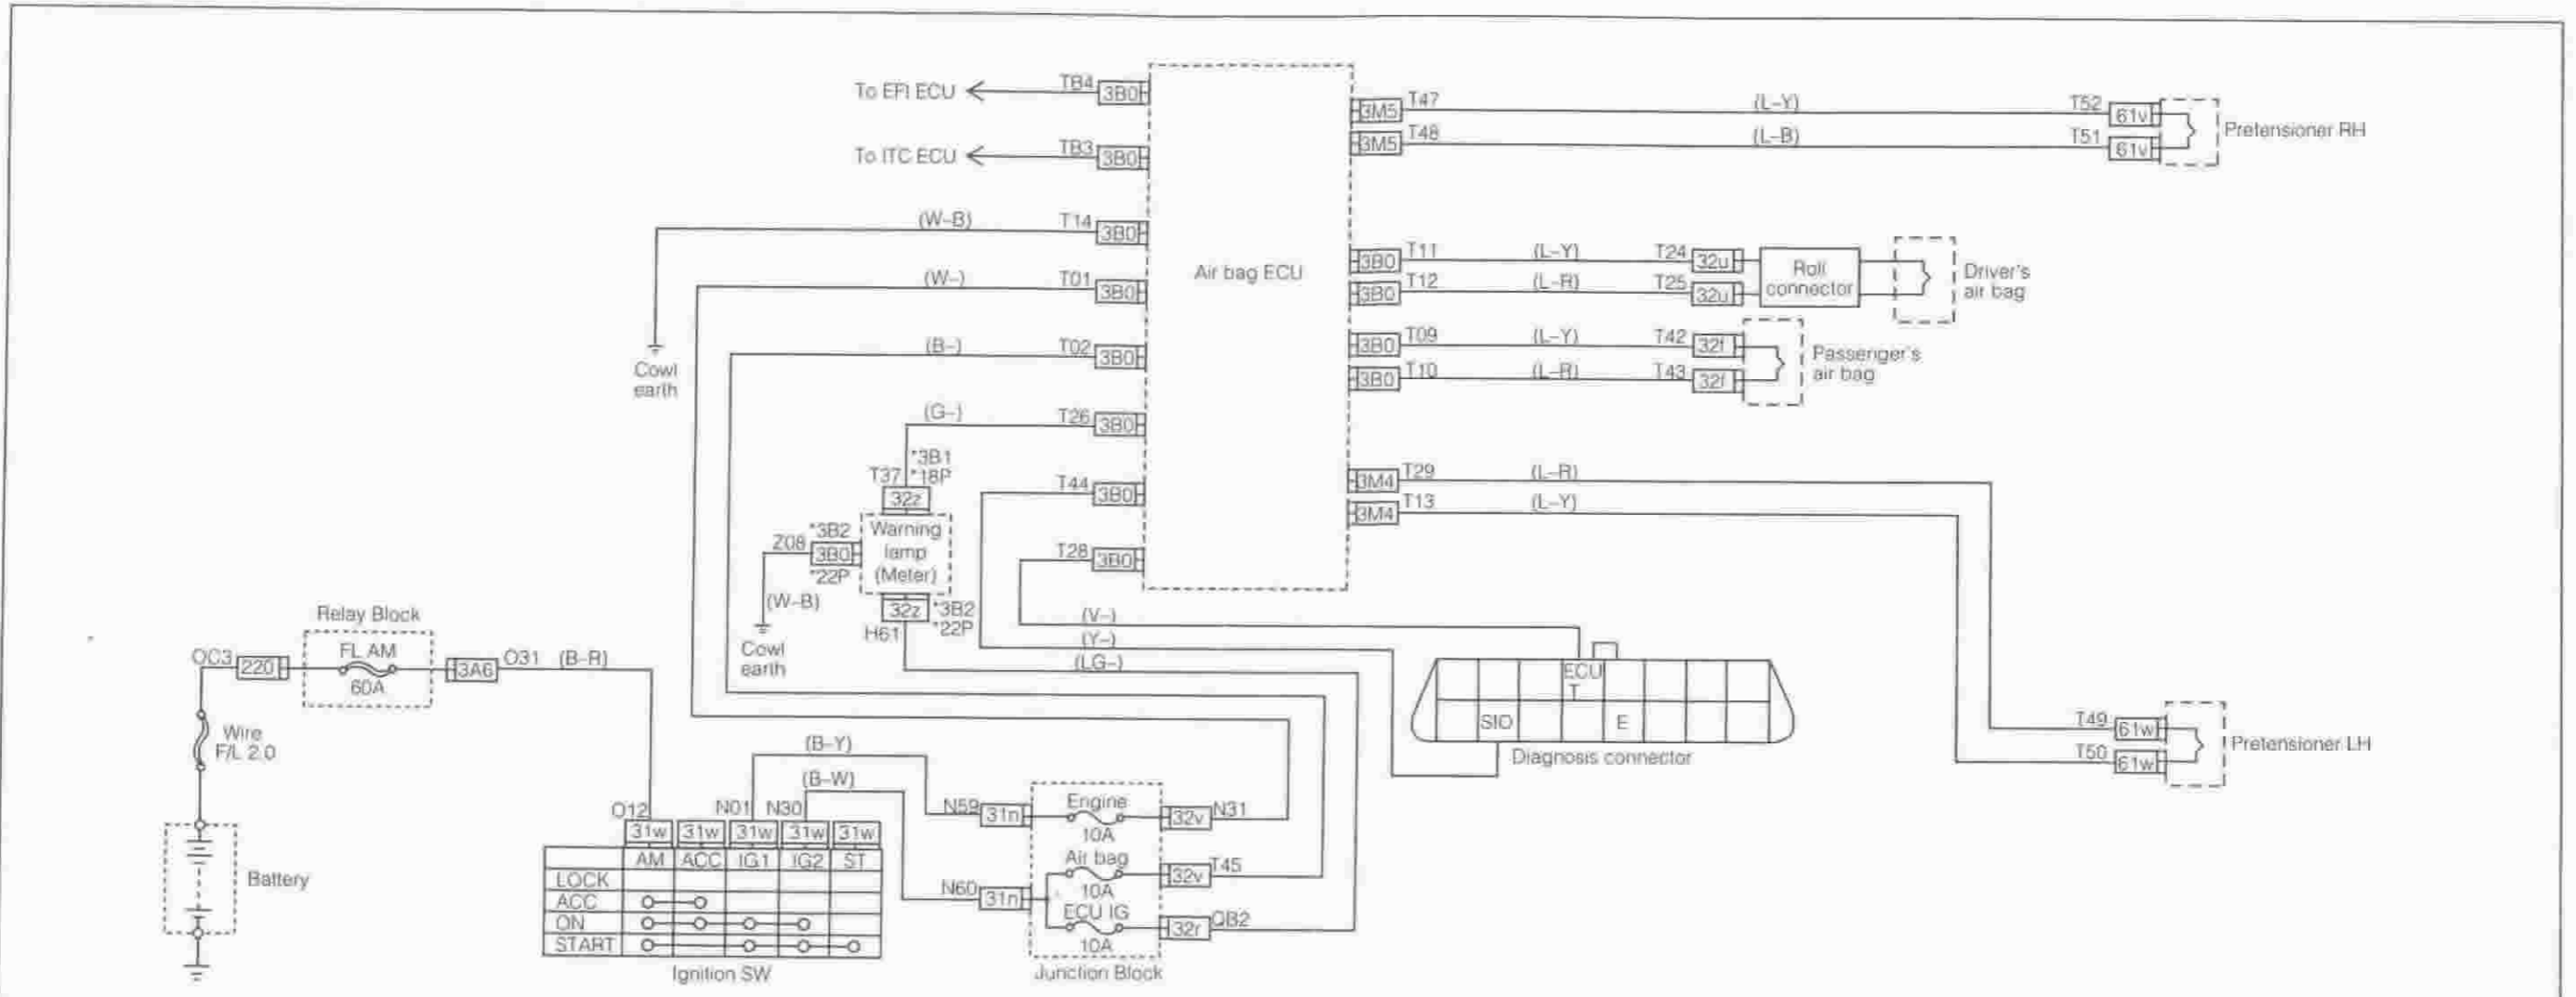 To EFI ECU
TB4
3B0
To ITC ECU
TB3
3B0
(W-B)
T14
3B0
Cowl
earth
(W-)
T01
3B0
(B-)
T02
3B0
(G-)
T26
3B0
T44
3B0
T28
3B0
Air bag ECU
3M5
T47
(L-Y)
T52
61v
3M5
T48
(L-B)
T51
61v
Pretensioner RH
3B0
T11
(L-Y)
T24
32u
3B0
T12
(L-R)
T25
32u
Roll
connector
Driver's
air bag
3B0
T09
(L-Y)
T42
32f
3B0
T10
(L-R)
T43
32f
Passenger's
air bag
3M4
T29
(L-R)
3M4
T13
(L-Y)
T49
61w
T50
61w
Pretensioner LH
*3B1
T37 *18P
32z
Warning
lamp
(Meter)
*3B2
Z08
3B0
*22P
(W-B)
Cowl
earth
32z
*3B2
*22P
H61
(V-)
(Y-)
(LG-)
ECU
T
SIO
E
Diagnosis connector
Relay Block
OC3
220
FL AM
60A
3A6
O31
(B-R)
Wire
F/L 2.0
Battery
(B-Y)
(B-W)
O12
N01
N30
31w
31w
31w
31w
31w
AM
ACC
IG1
IG2
ST
LOCK
ACC
ON
START
Ignition SW
N59
31n
Engine
10A
32v
N31
Air bag
10A
32v
T45
N60
31n
ECU IG
10A
32r
QB2
Junction Block